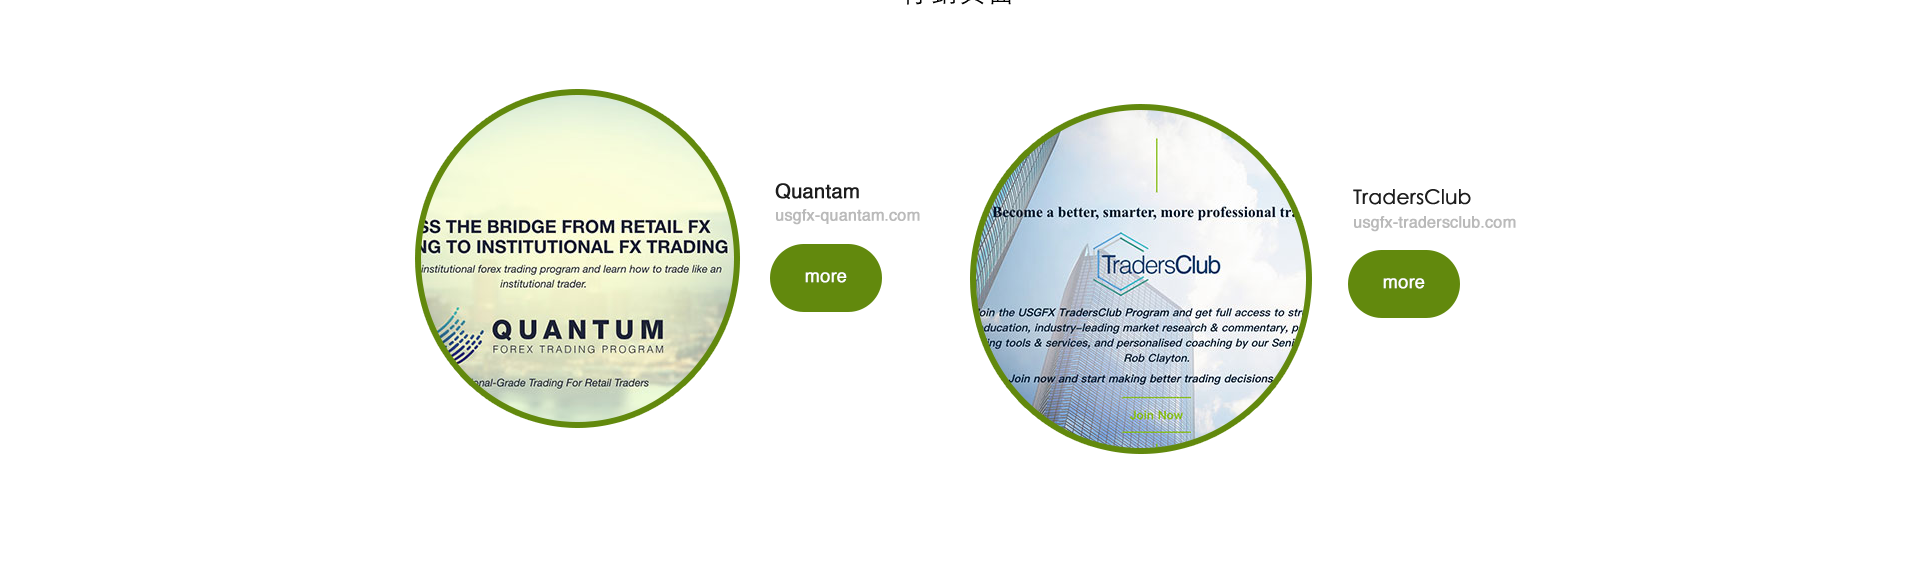 SS THE BRIDGE FROM RETAIL FX
NG TO INSTITUTIONAL FX TRADING
institutional forex trading program and learn how to trade like an
institutional trader.
QUANTUM
FOREX TRADING PROGRAM
onal-Grade Trading For Retail Traders
Quantam
usgfx-quantam.com
more
Become a better, smarter, more professional tr
TradersClub
Join the USGFX TradersClub Program and get full access to str
ducation, industry-leading market research & commentary, p
ing tools & services, and personalised coaching by our Seni
Rob Clayton.
Join now and start making better trading decisions
Join Now
TradersClub
usgfx-tradersclub.com
more